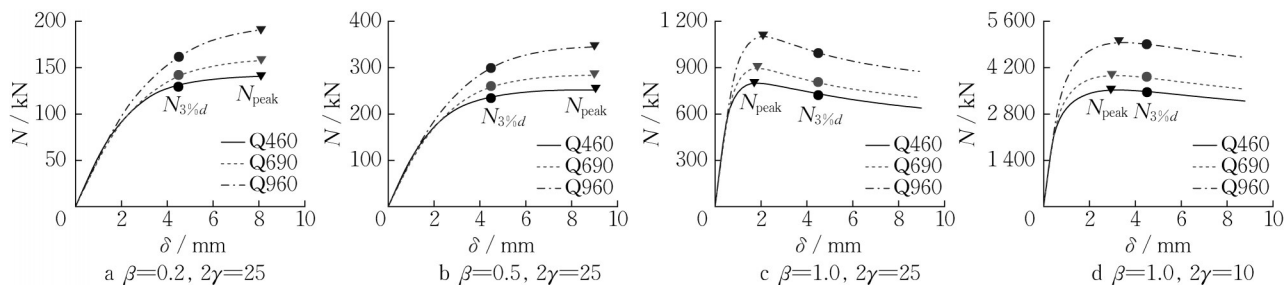 200
150
100
50
0
2
4
6
8
10
N / kN
δ / mm
N3%d
Npeak
Q460
Q690
Q960
a β=0.2, 2γ=25
400
300
200
100
0
2
4
6
8
10
N / kN
δ / mm
N3%d
Npeak
Q460
Q690
Q960
b β=0.5, 2γ=25
1 200
900
600
300
0
2
4
6
8
10
N / kN
δ / mm
Npeak
N3%d
Q460
Q690
Q960
c β=1.0, 2γ=25
5 600
4 200
2 800
1 400
0
2
4
6
8
10
N / kN
δ / mm
Npeak
N3%d
Q460
Q690
Q960
d β=1.0, 2γ=10